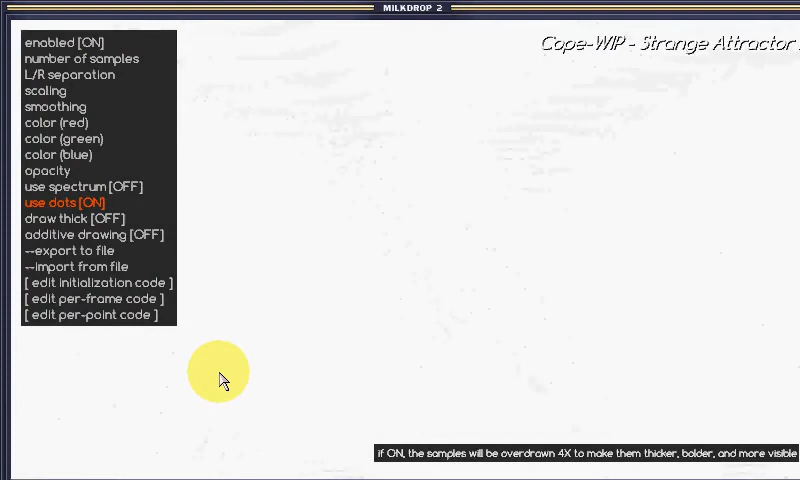 MILKDROP 2
Cope-WIP - Strange Attractor
enabled [ON]
number of samples
L/R separation
scaling
smoothing
color (red)
color (green)
color (blue)
opacity
use spectrum [OFF]
use dots [ON]
draw thick [OFF]
additive drawing [OFF]
--export to file
--import from file
[ edit initialization code ]
[ edit per-frame code ]
[ edit per-point code ]
if ON, the samples will be overdrawn 4X to make them thicker, bolder, and more visible